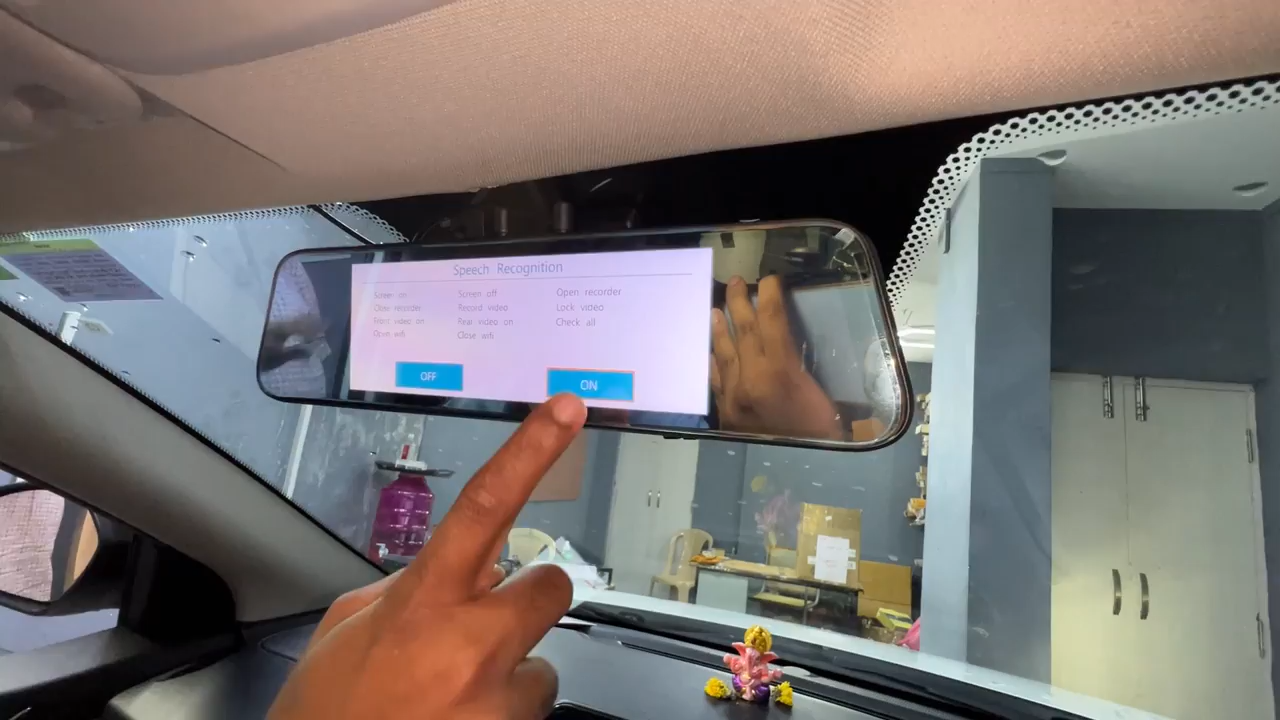 Speech Recognition
Screen on Screen off Open recorder
Close recorder Record video Lock video
Front video on Rear video on Check all
Open wifi Close wifi
OFF ON